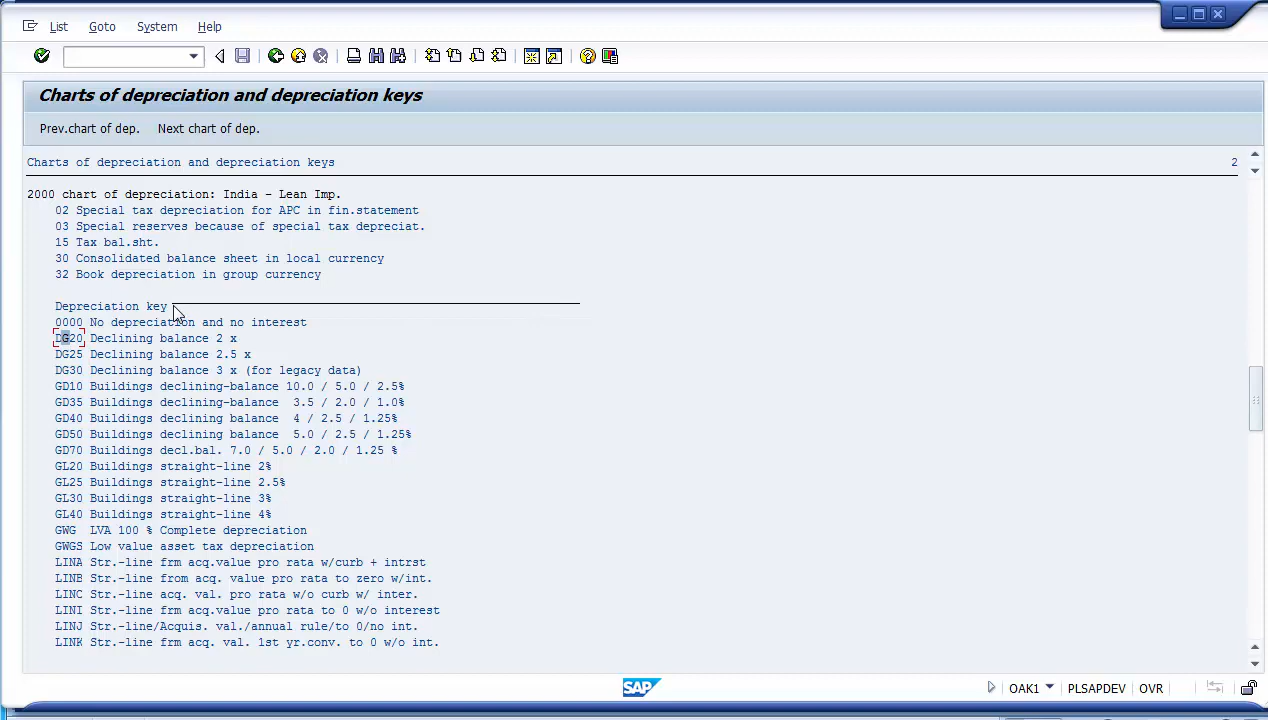 List Goto System Help
Charts of depreciation and depreciation keys
Prev.chart of dep. Next chart of dep.
Charts of depreciation and depreciation keys 2
2000 chart of depreciation: India - Lean Imp.
02 Special tax depreciation for APC in fin.statement
03 Special reserves because of special tax depreciat.
15 Tax bal.sht.
30 Consolidated balance sheet in local currency
32 Book depreciation in group currency
Depreciation key
0000 No depreciation and no interest
DG20 Declining balance 2 x
DG25 Declining balance 2.5 x
DG30 Declining balance 3 x (for legacy data)
GD10 Buildings declining-balance 10.0 / 5.0 / 2.5%
GD35 Buildings declining-balance 3.5 / 2.0 / 1.0%
GD40 Buildings declining balance 4 / 2.5 / 1.25%
GD50 Buildings declining balance 5.0 / 2.5 / 1.25%
GD70 Buildings decl.bal. 7.0 / 5.0 / 2.0 / 1.25 %
GL20 Buildings straight-line 2%
GL25 Buildings straight-line 2.5%
GL30 Buildings straight-line 3%
GL40 Buildings straight-line 4%
GWG LVA 100 % Complete depreciation
GWGS Low value asset tax depreciation
LINA Str.-line frm acq.value pro rata w/curb + intrst
LINB Str.-line from acq. value pro rata to zero w/int.
LINC Str.-line acq. val. pro rata w/o curb w/ inter.
LINI Str.-line frm acq.value pro rata to 0 w/o interest
LINJ Str.-line/Acquis. val./annual rule/to 0/no int.
LINK Str.-line frm acq. val. 1st yr.conv. to 0 w/o int.
SAP OAK1 PLSAPDEV OVR